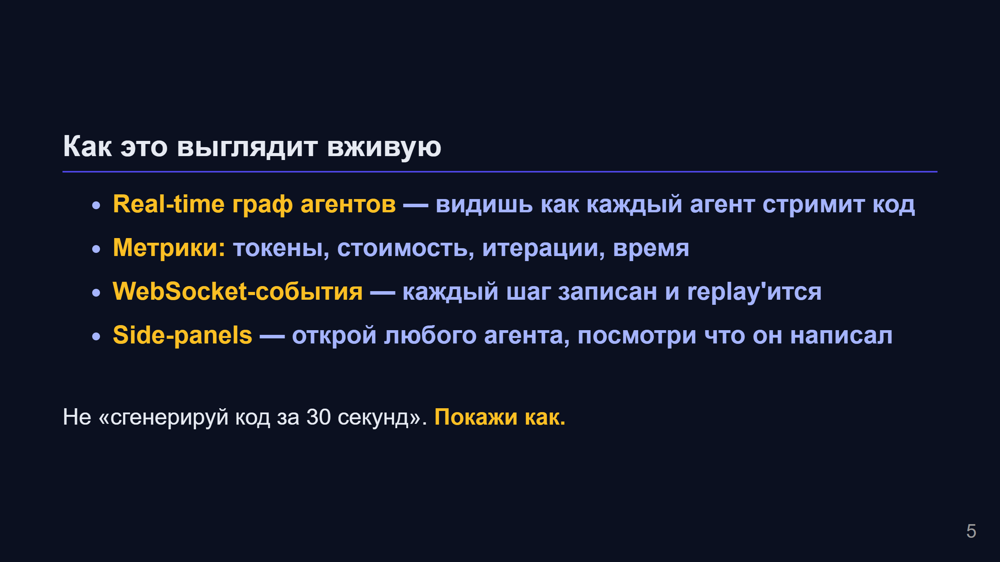 Как это выглядит вживую
• Real-time граф агентов — видишь как каждый агент стримит код
• Метрики: токены, стоимость, итерации, время
• WebSocket-события — каждый шаг записан и replay'ится
• Side-panels — открой любого агента, посмотри что он написал
Не «сгенерируй код за 30 секунд». Покажи как.
5